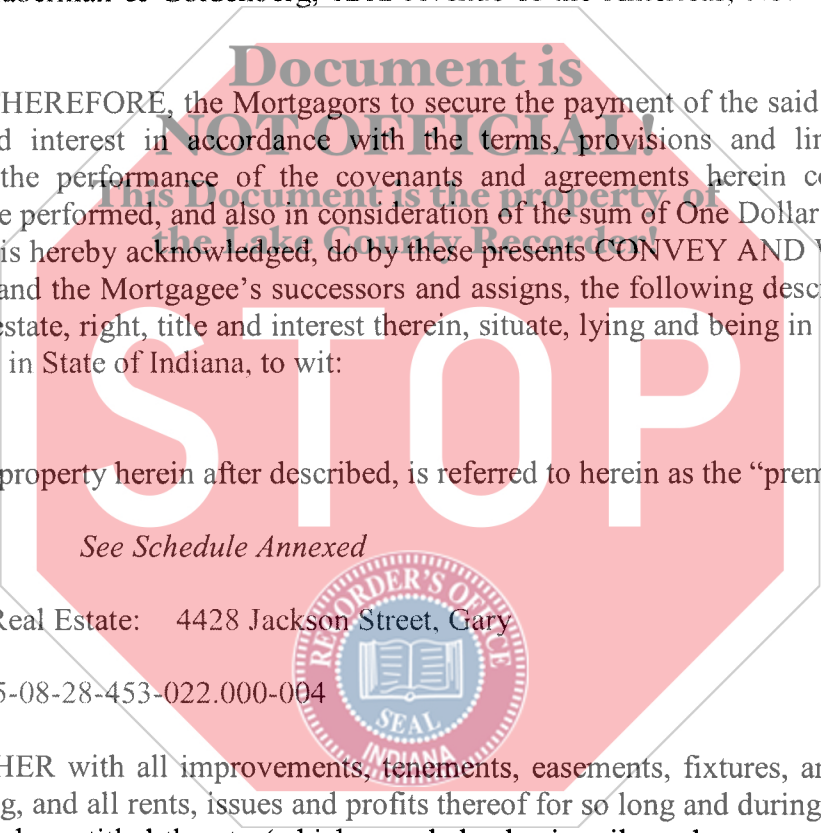 Document is
HEREFORE, the Mortgagors to secure the payment of the said
NOT OFFICIAL!
interest in accordance with the terms, provisions and
the performance of the covenants and agreements herein
This Document is the property of
e performed, and also in consideration of the sum of One Dollar
the Lake County Recorder!
is hereby acknowledged, do by these presents CONVEY AND
and the Mortgagee's successors and assigns, the following
estate, right, title and interest therein, situate, lying and being in
in State of Indiana, to wit:
STOP
property herein after described, is referred to herein as the “prem
See Schedule Annexed
RECORDER'S OFFICE
Real Estate: 4428 Jackson Street, Gary
5-08-28-453-022.000-004
SEAL
INDIANA
HER with all improvements, tenements, easements, fixtures,
g, and all rents, issues and profits thereof for so long and during